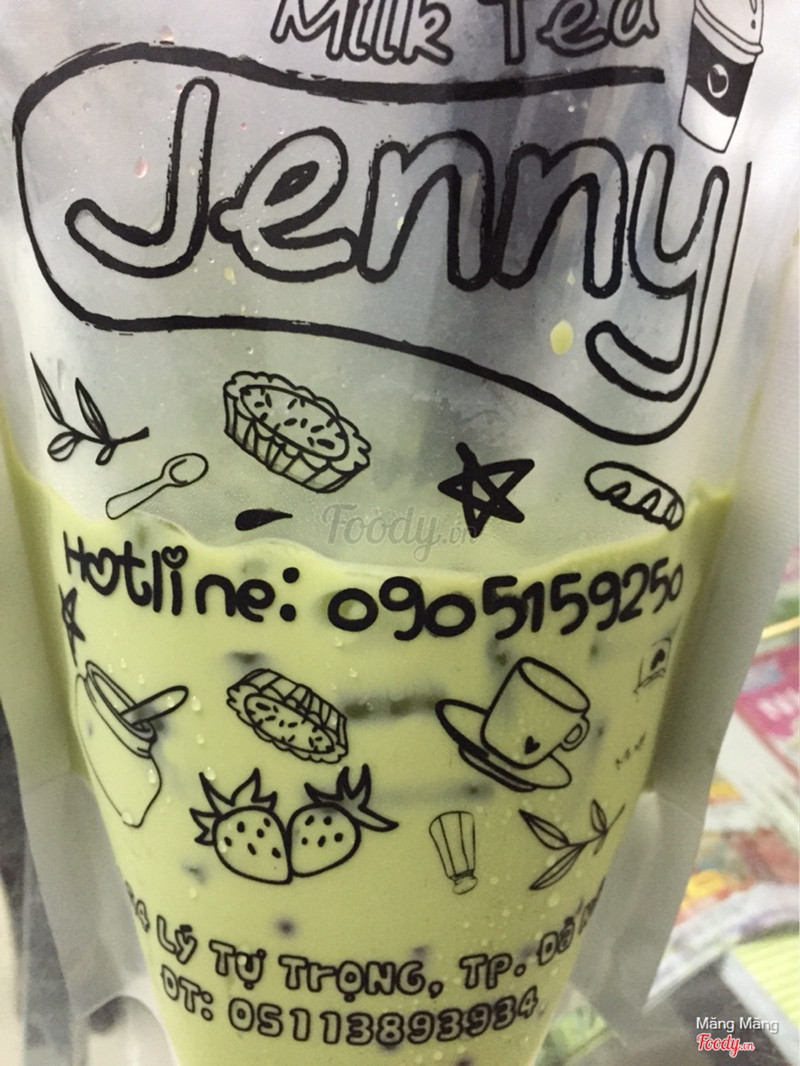 Milk Tea
Jenny
Foody.vn
Hotline: 0905159250
Lý Tự Trọng, TP. Đà
ĐT: 05113893934
Măng Măng
Foody.vn